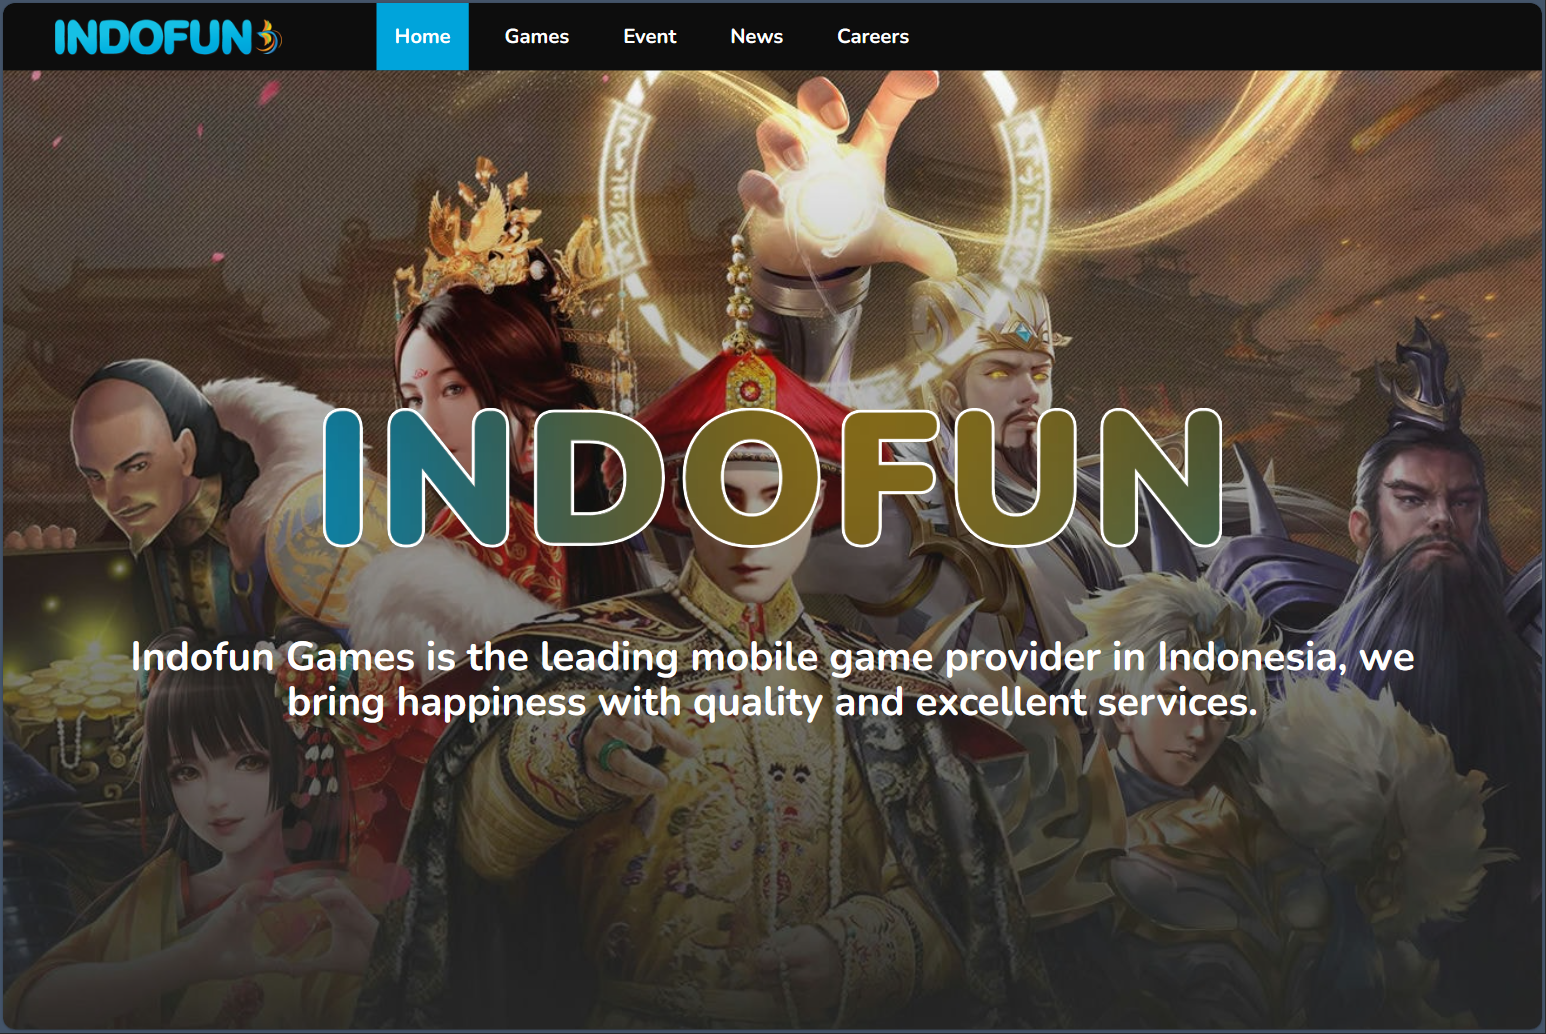 INDOFUN
Home
Games
Event
News
Careers
INDOFUN
Indofun Games is the leading mobile game provider in Indonesia, we
bring happiness with quality and excellent services.